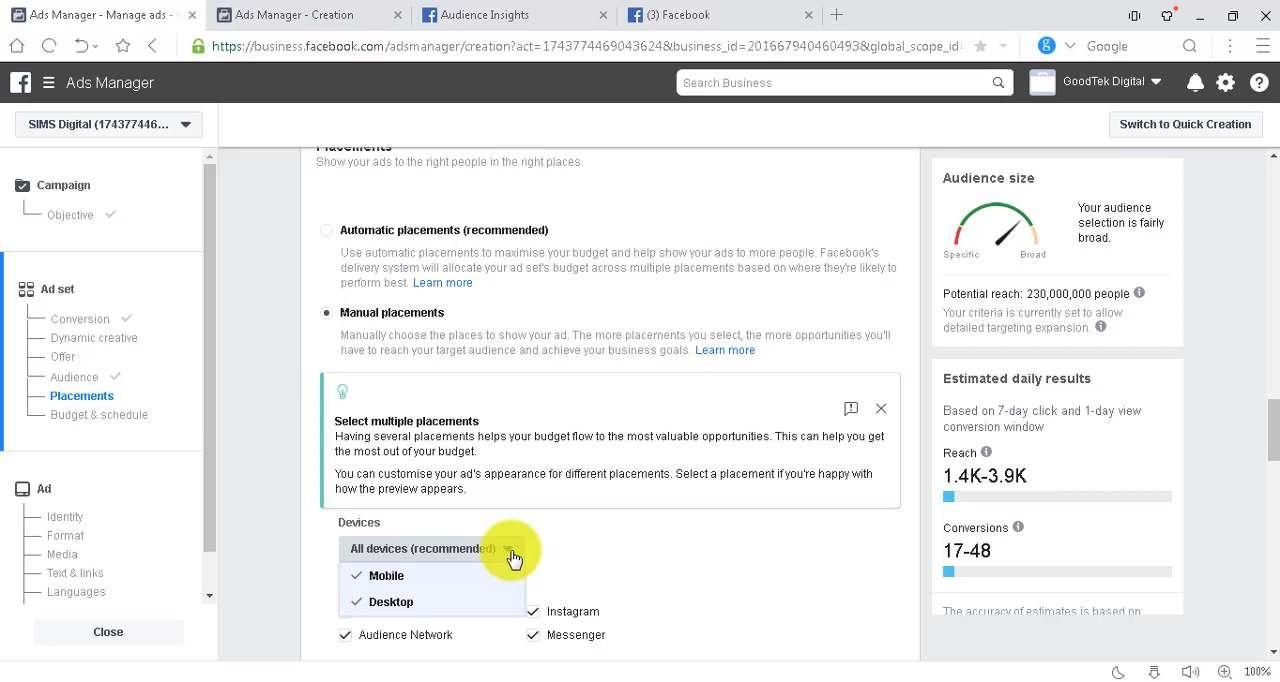 Ads Manager - Manage ads -
Ads Manager - Creation
Audience Insights
(3) Facebook
https://business.facebook.com/adsmanager/creation?act=1743774469043624&business_id=201667940460493&global_scope_id
Google
Ads Manager
Search Business
GoodTek Digital
SIMS Digital (174377446...
Switch to Quick Creation
Campaign
Objective
Ad set
Conversion
Dynamic creative
Offer
Audience
Placements
Budget & schedule
Ad
Identity
Format
Media
Text & links
Languages
Close
Placements
Show your ads to the right people in the right places.
Automatic placements (recommended)
Use automatic placements to maximise your budget and help show your ads to more people. Facebook's
delivery system will allocate your ad set's budget across multiple placements based on where they're likely to
perform best. Learn more
Manual placements
Manually choose the places to show your ad. The more placements you select, the more opportunities you'll
have to reach your target audience and achieve your business goals. Learn more
Select multiple placements
Having several placements helps your budget flow to the most valuable opportunities. This can help you get
the most out of your budget.
You can customise your ad's appearance for different placements. Select a placement if you're happy with
how the preview appears.
Devices
All devices (recommended)
Mobile
Desktop
Instagram
Audience Network
Messenger
Audience size
Your audience
selection is fairly
broad.
Specific
Broad
Potential reach: 230,000,000 people
Your criteria is currently set to allow
detailed targeting expansion.
Estimated daily results
Based on 7-day click and 1-day view
conversion window
Reach
1.4K-3.9K
Conversions
17-48
The accuracy of estimates is based on
100%